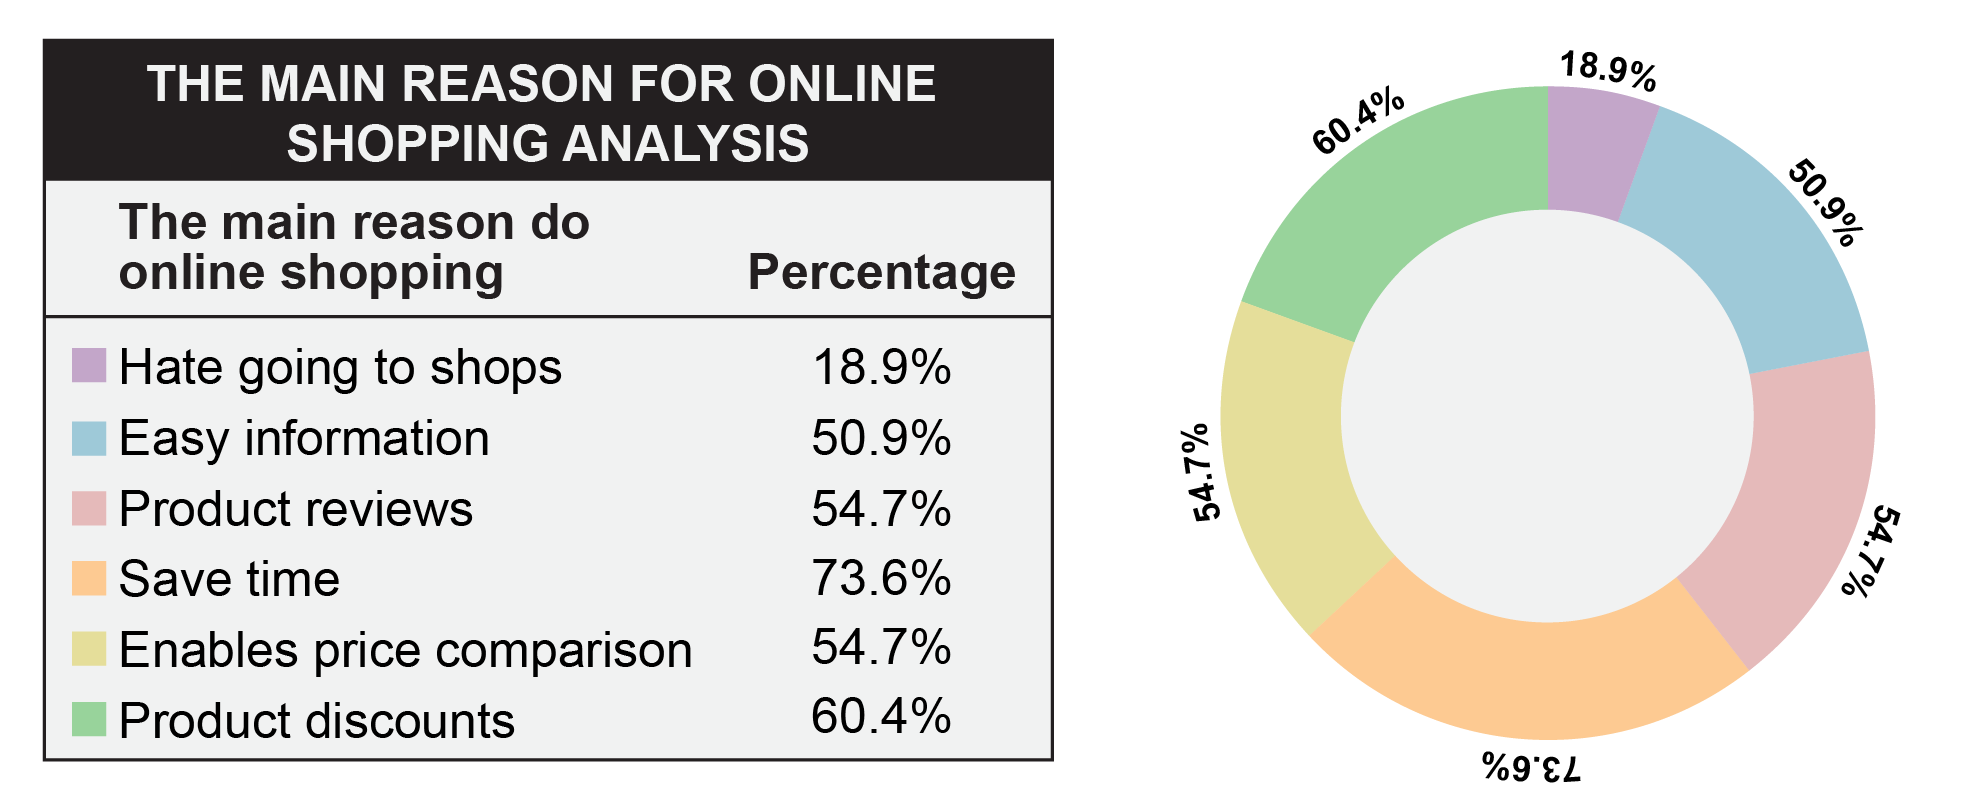 THE MAIN REASON FOR ONLINE
SHOPPING ANALYSIS
The main reason do
online shopping Percentage
Hate going to shops 18.9%
Easy information 50.9%
Product reviews 54.7%
Save time 73.6%
Enables price comparison 54.7%
Product discounts 60.4%
18.9%
50.9%
54.7%
73.6%
54.7%
60.4%